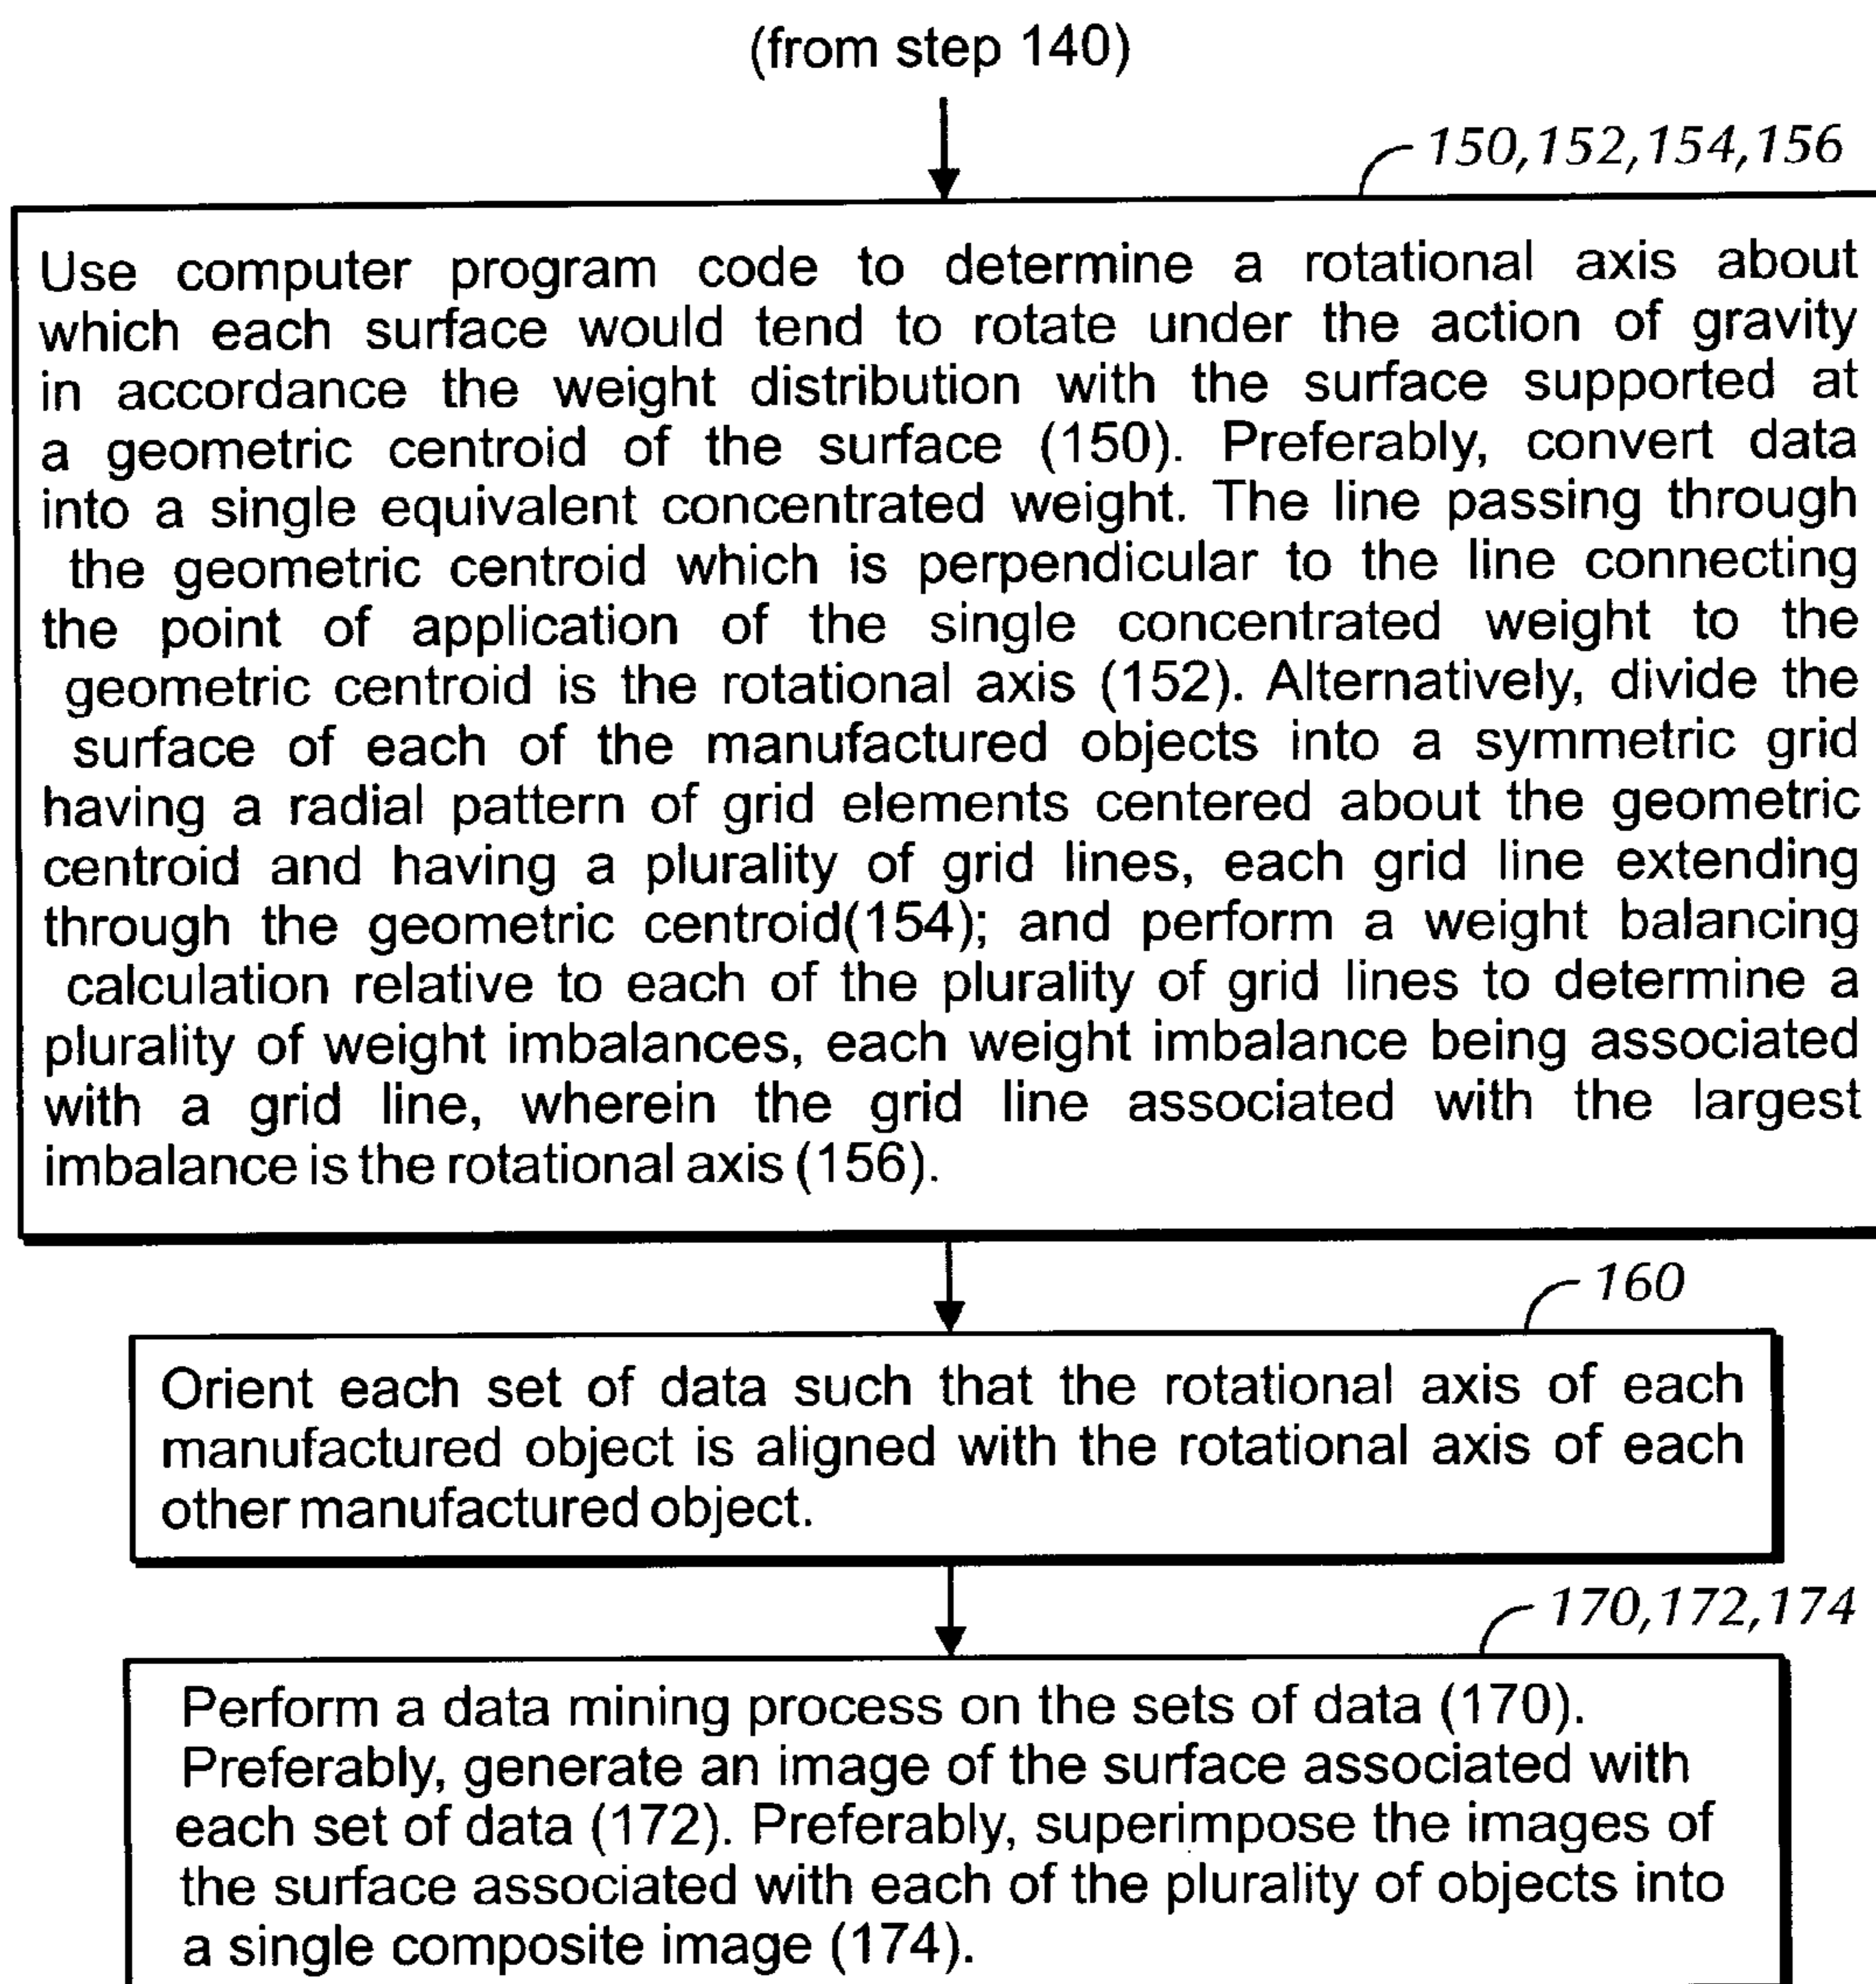 (from step 140)
150,152,154,156
Use computer program code to determine a rotational axis about
which each surface would tend to rotate under the action of gravity
in accordance the weight distribution with the surface supported at
a geometric centroid of the surface (150). Preferably, convert data
into a single equivalent concentrated weight. The line passing through
the geometric centroid which is perpendicular to the line connecting
the point of application of the single concentrated weight to the
geometric centroid is the rotational axis (152). Alternatively, divide the
surface of each of the manufactured objects into a symmetric grid
having a radial pattern of grid elements centered about the geometric
centroid and having a plurality of grid lines, each grid line extending
through the geometric centroid(154); and perform a weight balancing
calculation relative to each of the plurality of grid lines to determine a
plurality of weight imbalances, each weight imbalance being associated
with a grid line, wherein the grid line associated with the largest
imbalance is the rotational axis (156).
160
Orient each set of data such that the rotational axis of each
manufactured object is aligned with the rotational axis of each
other manufactured object.
170,172,174
Perform a data mining process on the sets of data (170).
Preferably, generate an image of the surface associated with
each set of data (172). Preferably, superimpose the images of
the surface associated with each of the plurality of objects into
a single composite image (174).